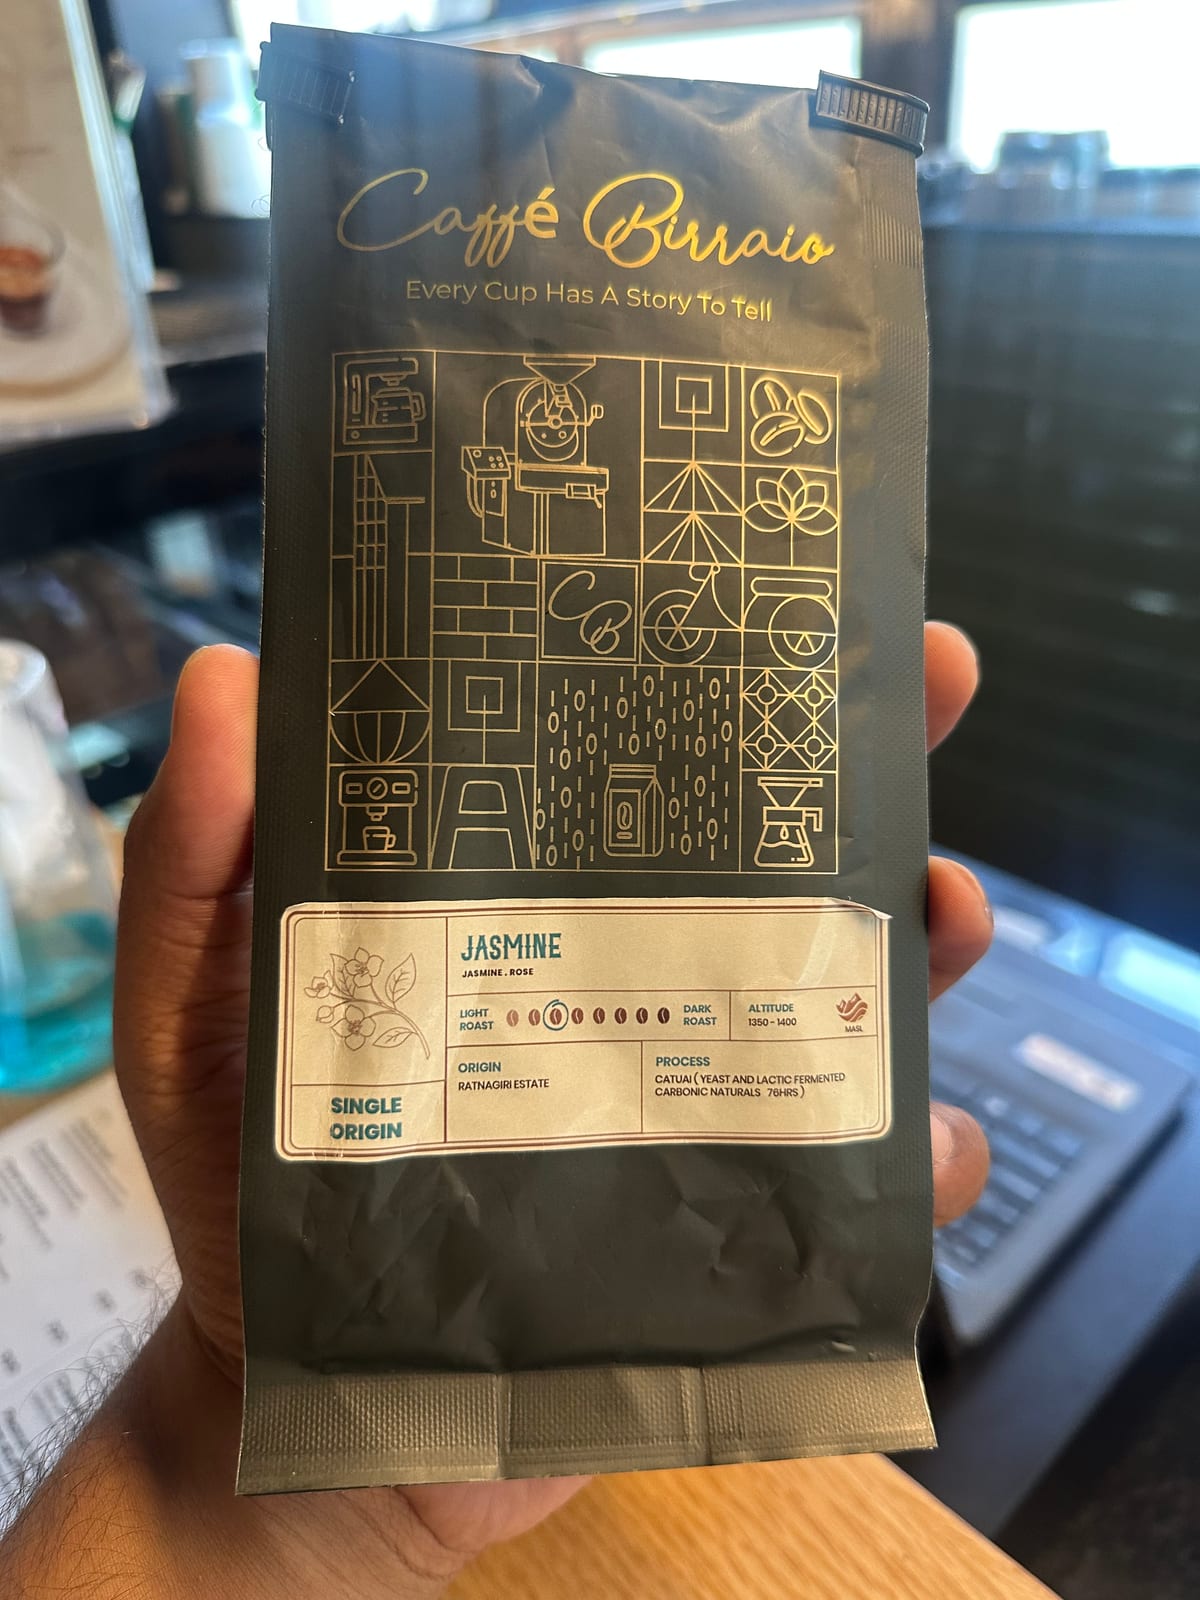 Caffé Birraio
Every Cup Has A Story To Tell
CB
JASMINE
JASMINE . ROSE
LIGHT
ROAST
DARK
ROAST
ALTITUDE
1350 - 1400
MASL
ORIGIN
RATNAGIRI ESTATE
PROCESS
CATUAI ( YEAST AND LACTIC FERMENTED
CARBONIC NATURALS 76HRS )
SINGLE
ORIGIN